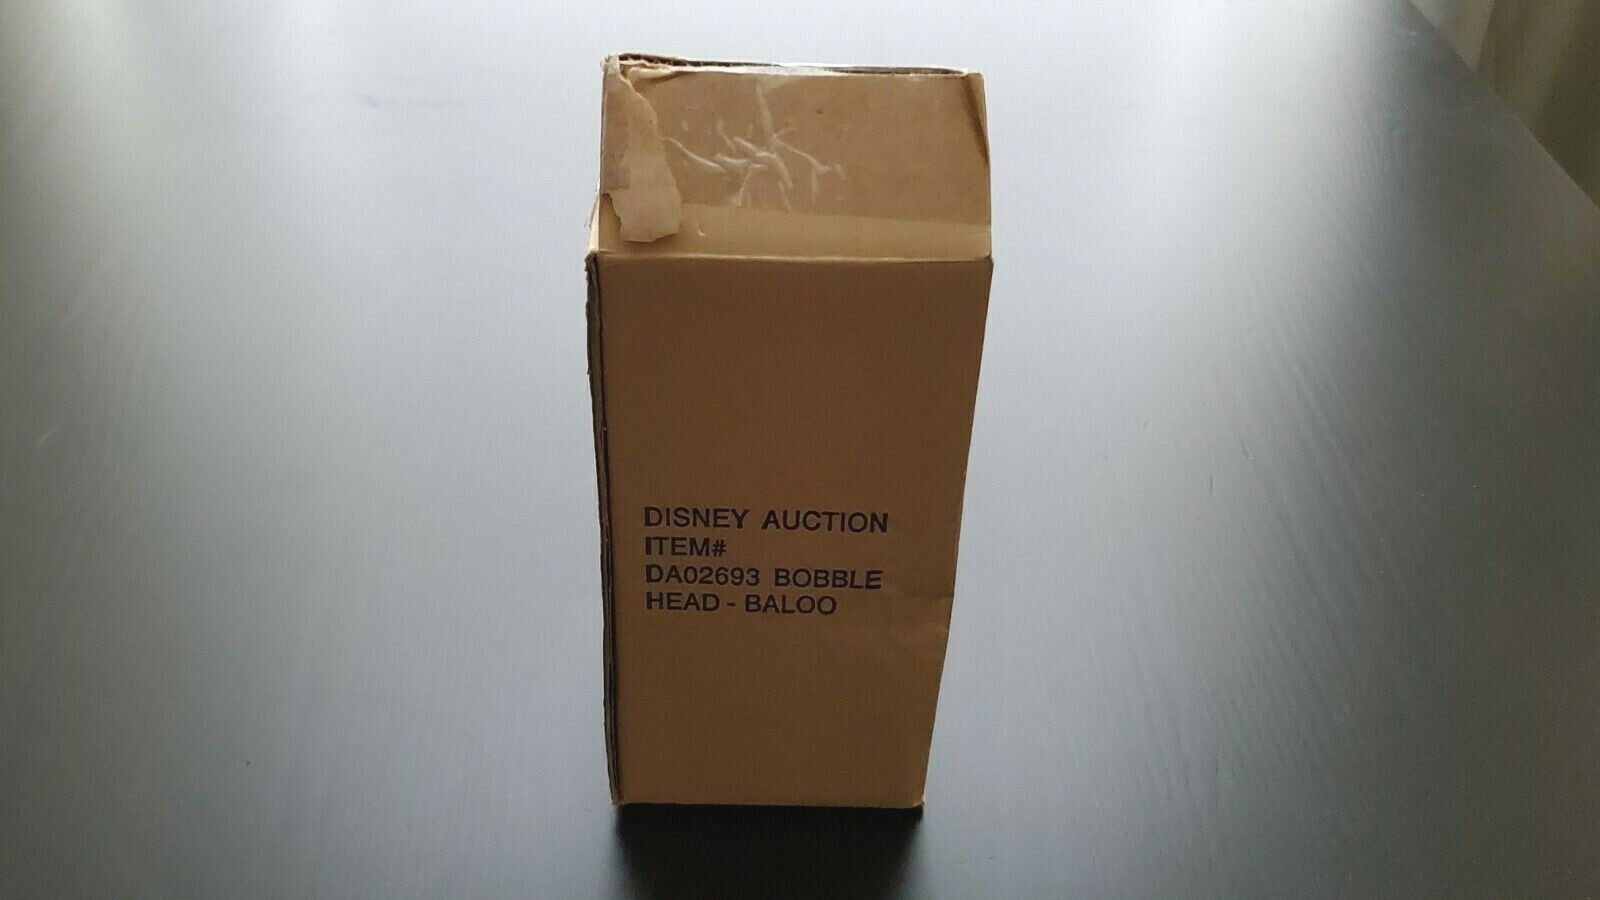 DISNEY AUCTION
ITEM#
DA02693 BOBBLE
HEAD - BALOO